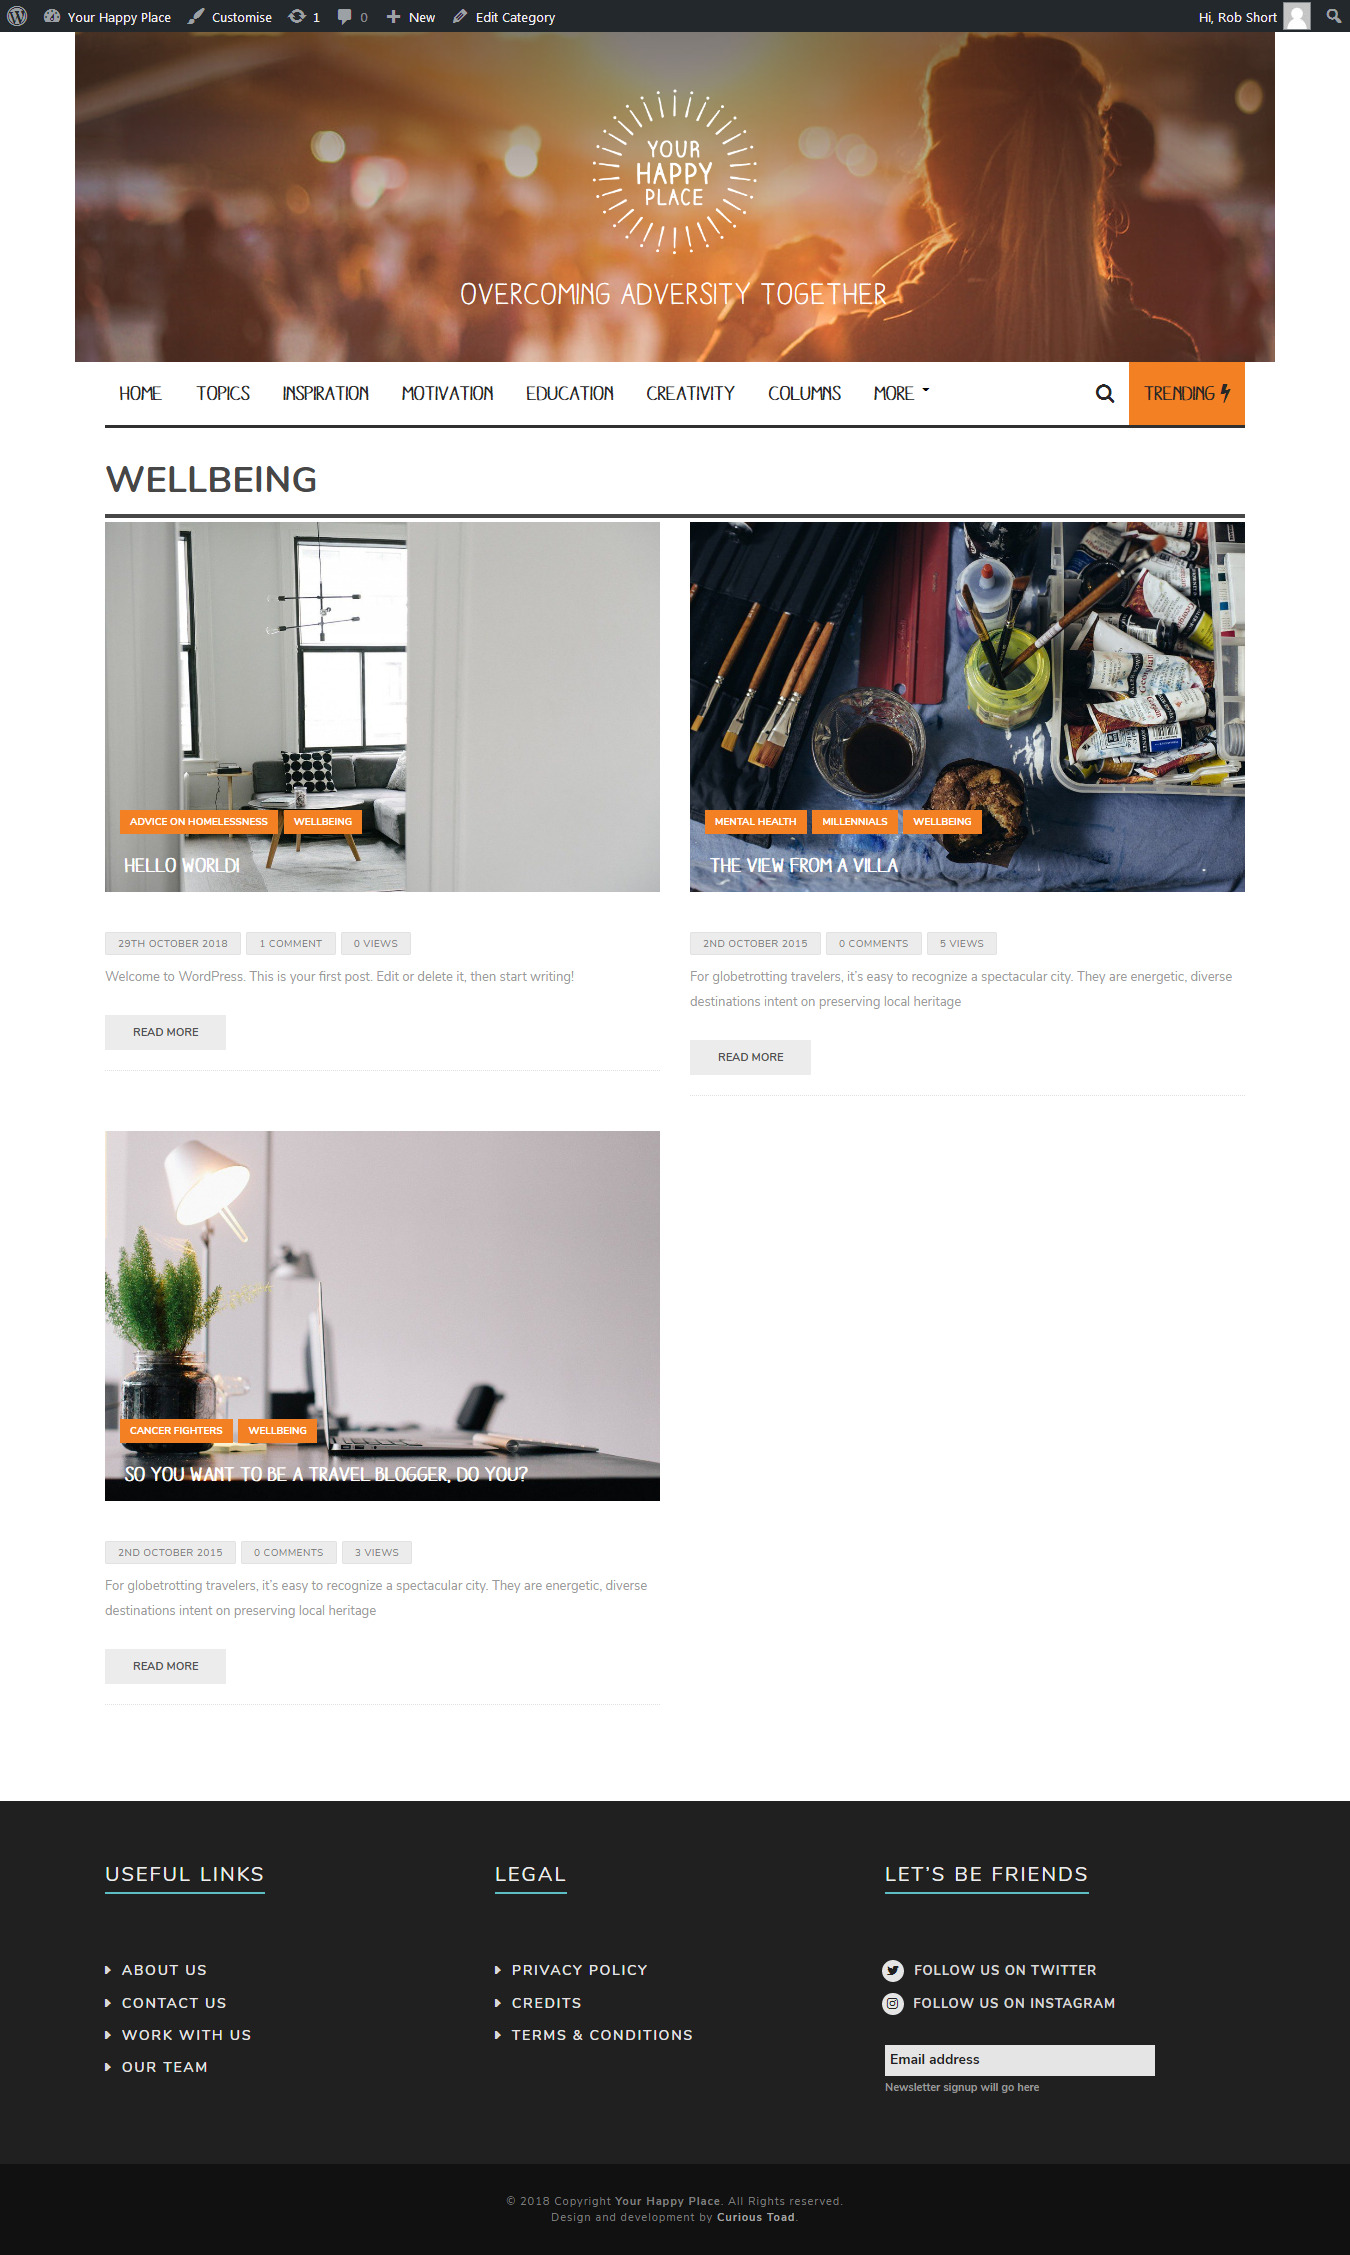 Your Happy Place Customise 1 0 New Edit Category Hi, Rob Short
YOUR
HAPPY
PLACE
OVERCOMING ADVERSITY TOGETHER
HOME TOPICS INSPIRATION MOTIVATION EDUCATION CREATIVITY COLUMNS MORE TRENDING
WELLBEING
ADVICE ON HOMELESSNESS WELLBEING
HELLO WORLD!
29TH OCTOBER 2018 1 COMMENT 0 VIEWS
Welcome to WordPress. This is your first post. Edit or delete it, then start writing!
READ MORE
MENTAL HEALTH MILLENNIALS WELLBEING
THE VIEW FROM A VILLA
2ND OCTOBER 2015 0 COMMENTS 5 VIEWS
For globetrotting travelers, it's easy to recognize a spectacular city. They are energetic, diverse
destinations intent on preserving local heritage
READ MORE
CANCER FIGHTERS WELLBEING
SO YOU WANT TO BE A TRAVEL BLOGGER, DO YOU?
2ND OCTOBER 2015 0 COMMENTS 3 VIEWS
For globetrotting travelers, it's easy to recognize a spectacular city. They are energetic, diverse
destinations intent on preserving local heritage
READ MORE
USEFUL LINKS
ABOUT US
CONTACT US
WORK WITH US
OUR TEAM
LEGAL
PRIVACY POLICY
CREDITS
TERMS & CONDITIONS
LET'S BE FRIENDS
FOLLOW US ON TWITTER
FOLLOW US ON INSTAGRAM
Email address
Newsletter signup will go here
© 2018 Copyright Your Happy Place. All Rights reserved.
Design and development by Curious Toad.